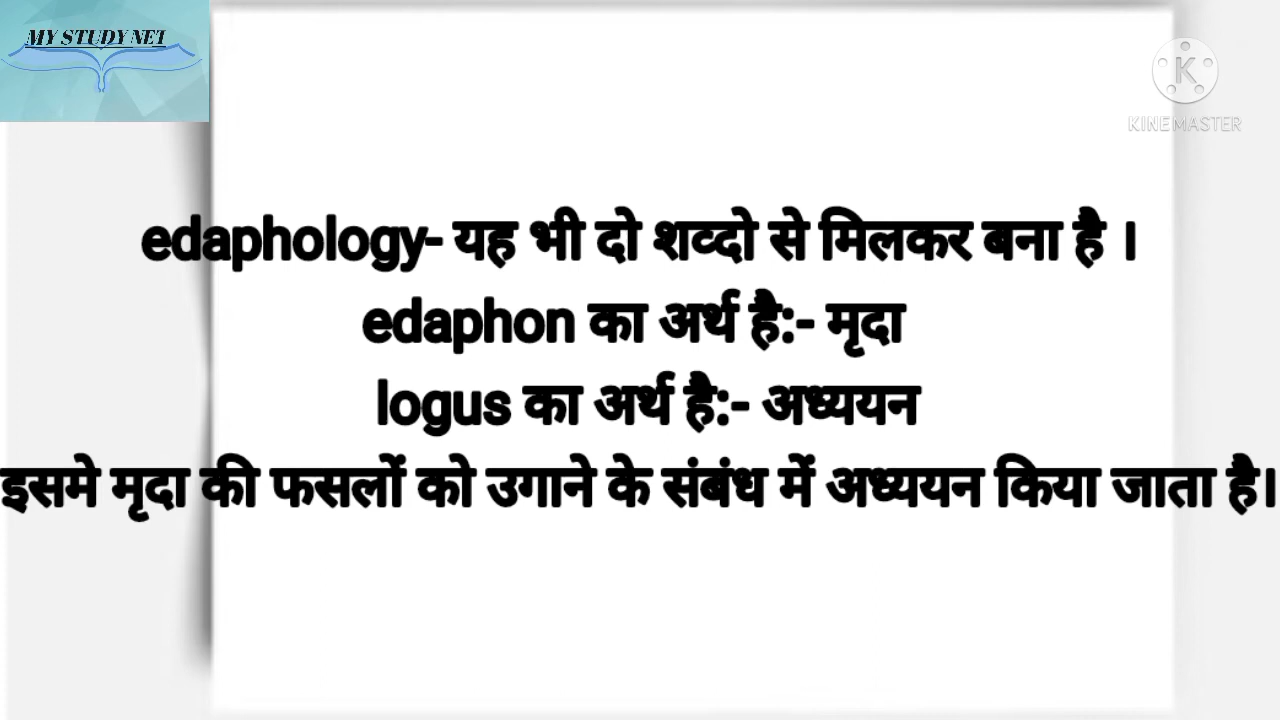 MY STUDY NET
KINEMASTER
edaphology- यह भी दो शव्दो से मिलकर बना है ।
edaphon का अर्थ है:- मृदा
logus का अर्थ है:- अध्ययन
इसमे मृदा की फसलों को उगाने के संबंध में अध्ययन किया जाता है।